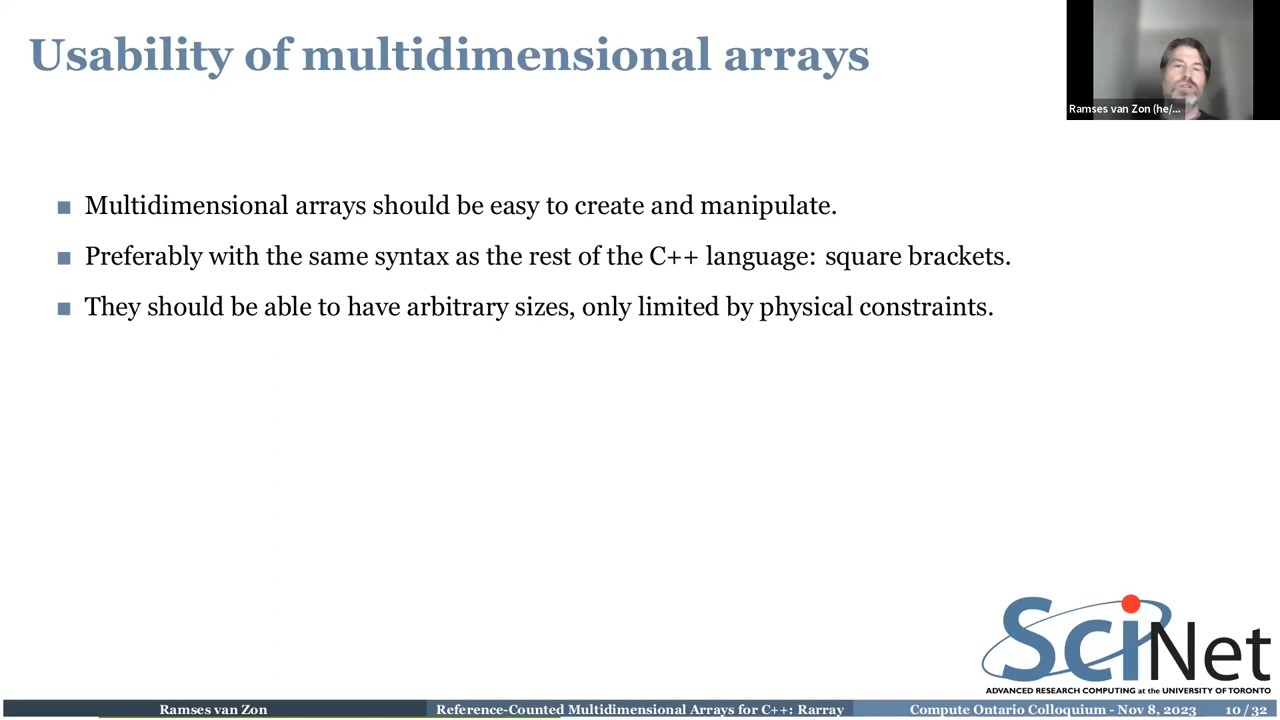 Usability of multidimensional arrays
Ramses van Zon (he/...
Multidimensional arrays should be easy to create and manipulate.
Preferably with the same syntax as the rest of the C++ language: square brackets.
They should be able to have arbitrary sizes, only limited by physical constraints.
SciNet
ADVANCED RESEARCH COMPUTING at the UNIVERSITY OF TORONTO
Ramses van Zon Reference-Counted Multidimensional Arrays for C++: Rarray Compute Ontario Colloquium - Nov 8, 2023 10 / 32